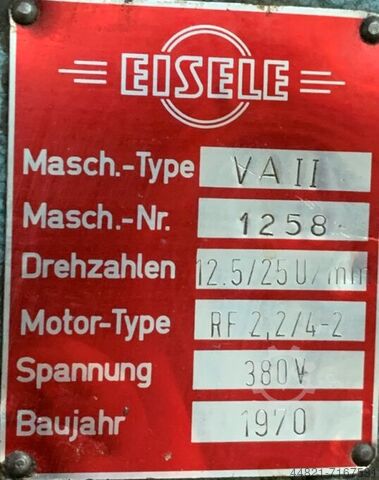 EISELE
Masch.-Type VA II
Masch.-Nr. 1258
Drehzahlen 12.5/25U/min
Motor-Type RF 2,2/4-2
Spannung 380V
Baujahr 1970